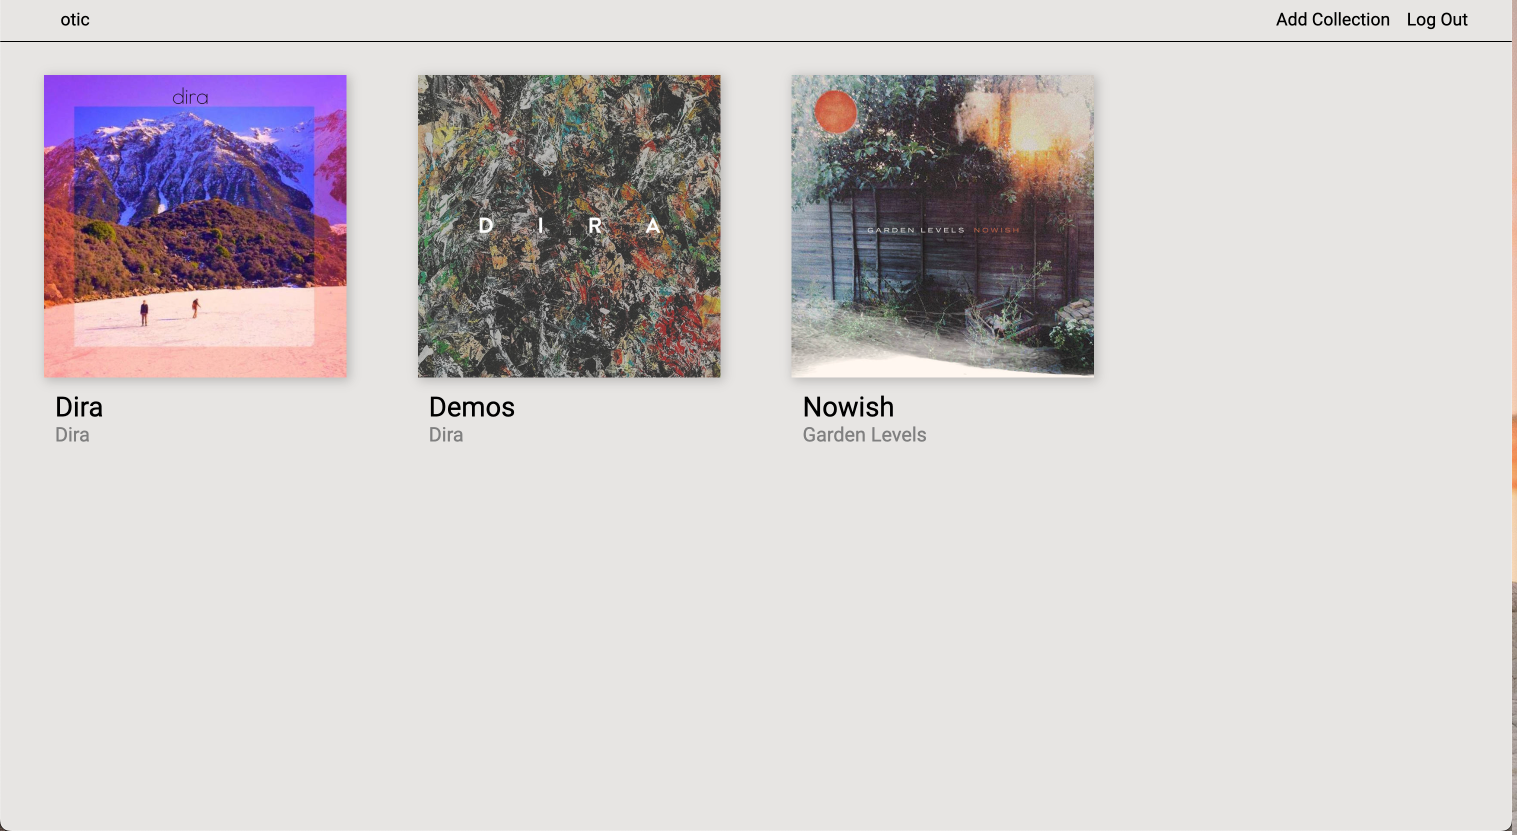 otic
Add Collection
Log Out
dira
Dira
Dira
D I R A
Demos
Dira
GARDEN LEVELS NOWISH
Nowish
Garden Levels